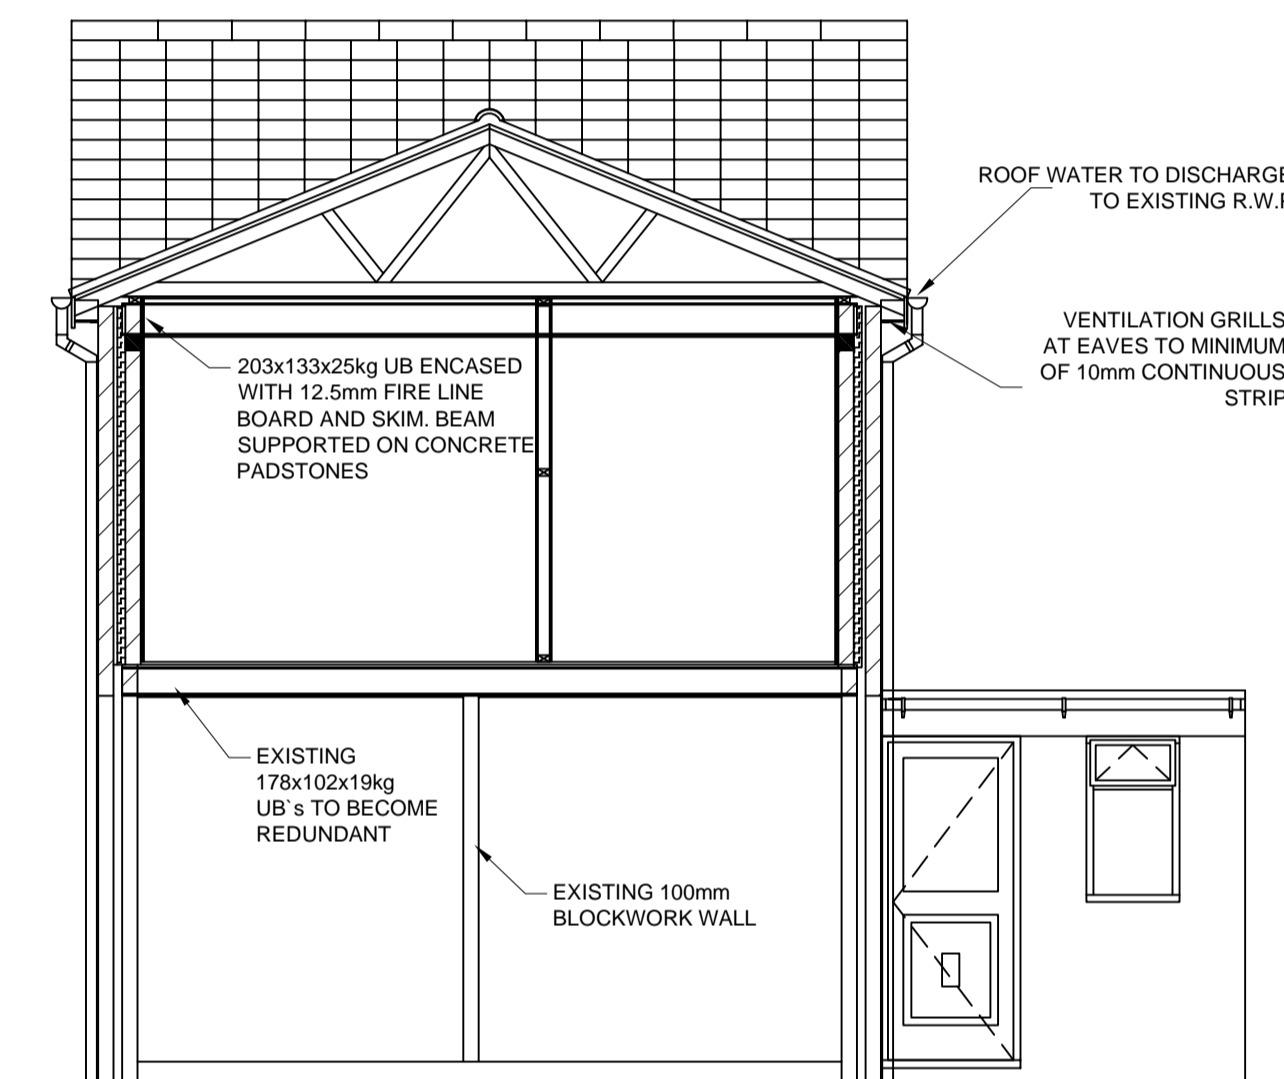 ROOF WATER TO DISCHARGE
TO EXISTING R.W.P
VENTILATION GRILLS
AT EAVES TO MINIMUM
OF 10mm CONTINUOUS
STRIP
203x133x25kg UB ENCASED
WITH 12.5mm FIRE LINE
BOARD AND SKIM. BEAM
SUPPORTED ON CONCRETE
PADSTONES
EXISTING
178x102x19kg
UB`s TO BECOME
REDUNDANT
EXISTING 100mm
BLOCKWORK WALL